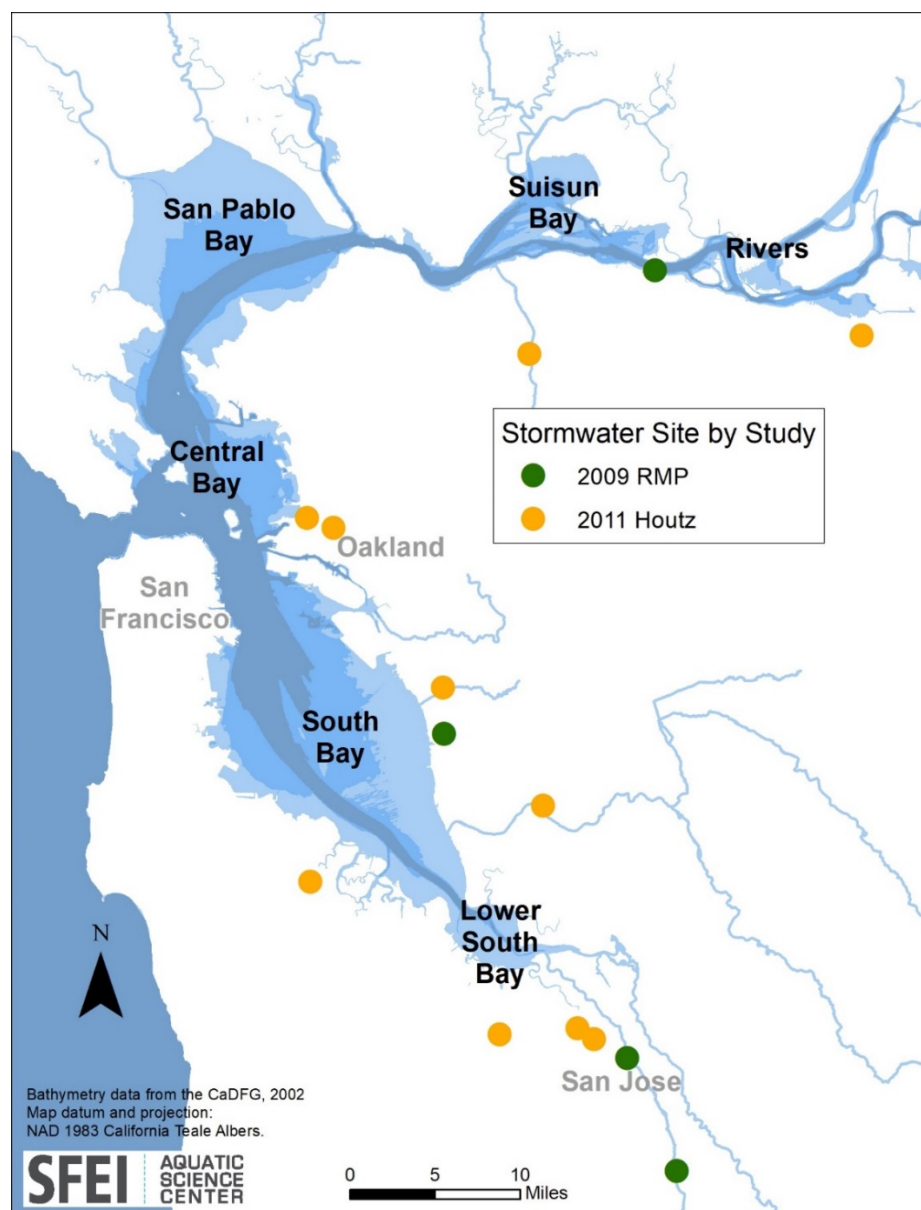 San Pablo
Bay
Suisun
Bay
Rivers
Stormwater Site by Study
2009 RMP
2011 Houtz
Central
Bay
Oakland
San
Francisco
South
Bay
Lower
South
Bay
San Jose
N
Bathymetry data from the CaDFG, 2002
Map datum and projection:
NAD 1983 California Teale Albers.
SFEI
AQUATIC
SCIENCE
CENTER
0 5 10
Miles